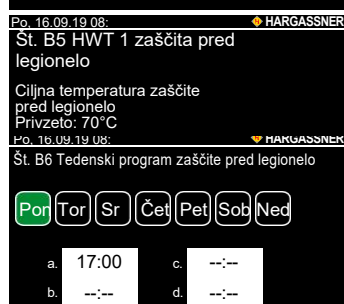 Po, 16.09.19 08:
HARGASSNER
Št. B5 HWT 1 zaščita pred
legionelo
Ciljna temperatura zaščite
pred legionelo
Privzeto: 70°C
Po, 16.09.19 08:
HARGASSNER
Št. B6 Tedenski program zaščite pred legionelo
Pon Tor Sr Čet Pet Sob Ned
a. 17:00 c. --:--
b. --:-- d. --:--